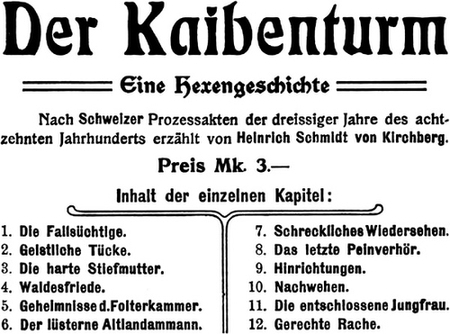 Der Kaibenturm
Eine Hexengeschichte
Nach Schweizer Prozessakten der dreissiger Jahre des acht-
zehnten Jahrhunderts erzählt von Heinrich Schmidt von Kirchberg.
Preis Mk. 3.—
Inhalt der einzelnen Kapitel:
1. Die Fallsüchtige.
2. Geistliche Tücke.
3. Die harte Stiefmutter.
4. Waldesfriede.
5. Geheimnisse d. Folterkammer.
6. Der lüsterne Altlandammann.
7. Schreckliches Wiedersehen.
8. Das letzte Peinverhör.
9. Hinrichtungen.
10. Nachwehen.
11. Die entschlossene Jungfrau.
12. Gerechte Rache.